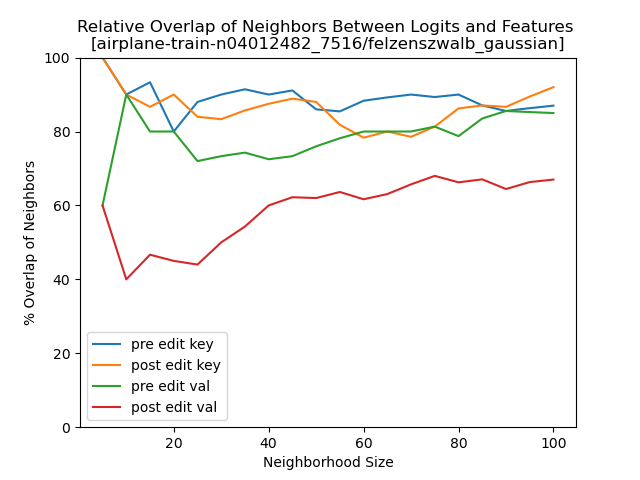 Relative Overlap of Neighbors Between Logits and Features
[airplane-train-n04012482_7516/felzenszwalb_gaussian]
100
80
60
40
20
0
% Overlap of Neighbors
pre edit key
post edit key
pre edit val
post edit val
20 40 60 80 100
Neighborhood Size